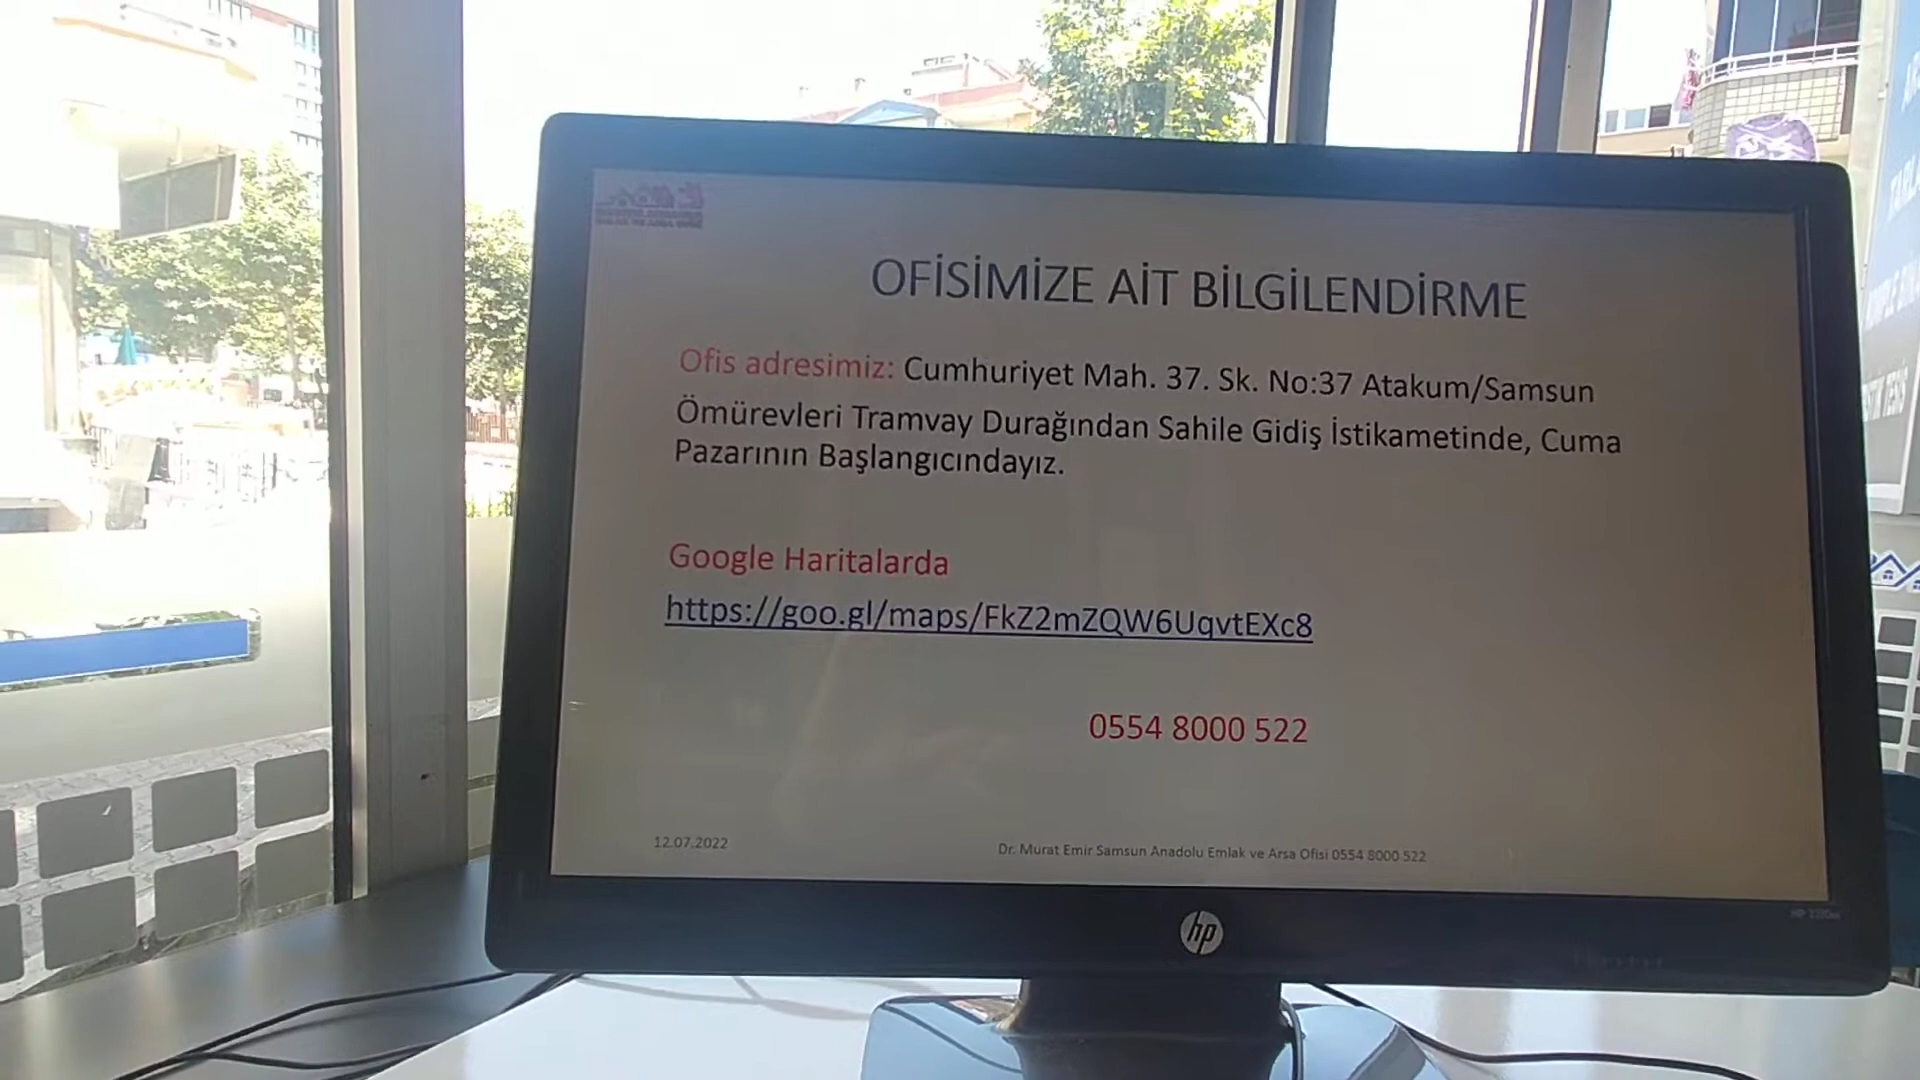 OFİSİMİZE AİT BİLGİLENDİRME
Ofis adresimiz: Cumhuriyet Mah. 37. Sk. No:37 Atakum/Samsun
Ömürevleri Tramvay Durağından Sahile Gidiş İstikametinde, Cuma
Pazarının Başlangıcındayız.
Google Haritalarda
https://goo.gl/maps/FkZ2mZQW6UqvtEXc8
0554 8000 522
12.07.2022
Dr. Murat Emir Samsun Anadolu Emlak ve Arsa Ofisi 0554 8000 522
hp